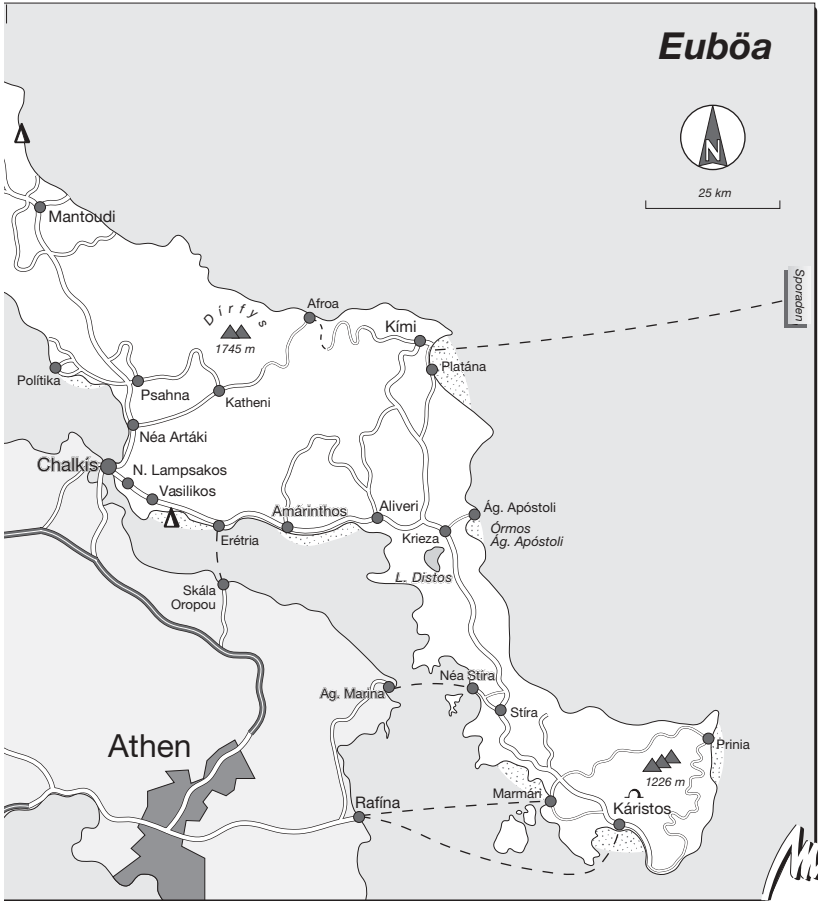 Euböa
N
25 km
Mantoudi
Sporaden
Dírfys
1745 m
Afroa
Kími
Platána
Polítika
Psahna
Katheni
Néa Artáki
Chalkís
N. Lampsakos
Vasilikos
Erétria
Amárinthos
Aliveri
Ág. Apóstoli
Krieza
Órmos
Ág. Apóstoli
L. Distos
Skála
Oropou
Ag. Marina
Néa Stira
Stíra
Prinia
Athen
1226 m
Marmári
Rafína
Káristos